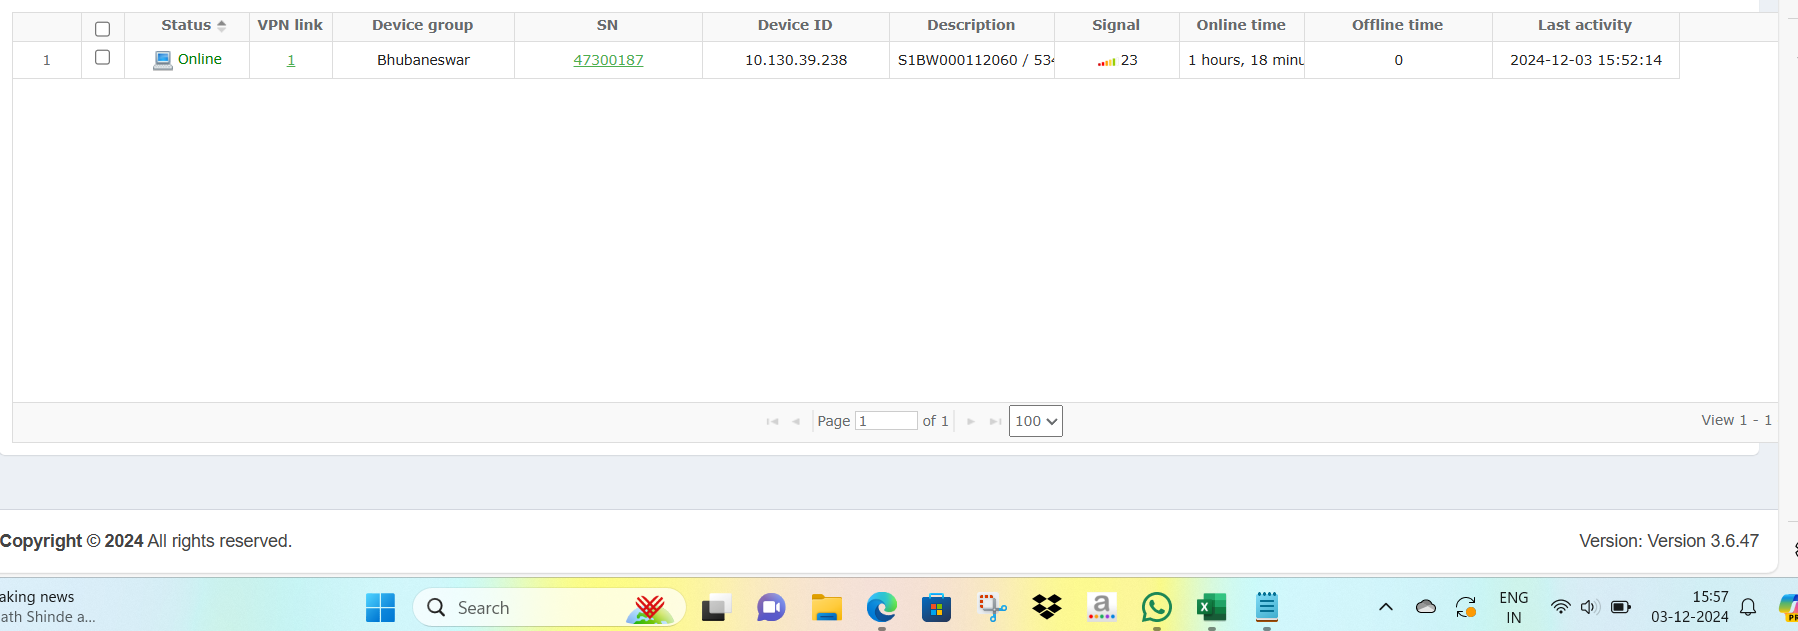 Status VPN link Device group SN Device ID Description Signal Online time Offline time Last activity
1 Online 1 Bhubaneswar 47300187 10.130.39.238 S1BW000112060 / 534 23 1 hours, 18 minu 0 2024-12-03 15:52:14
Page 1 of 1 100 View 1 - 1
Copyright © 2024 All rights reserved. Version: Version 3.6.47
aking news
ath Shinde a...
Search
ENG
IN
15:57
03-12-2024